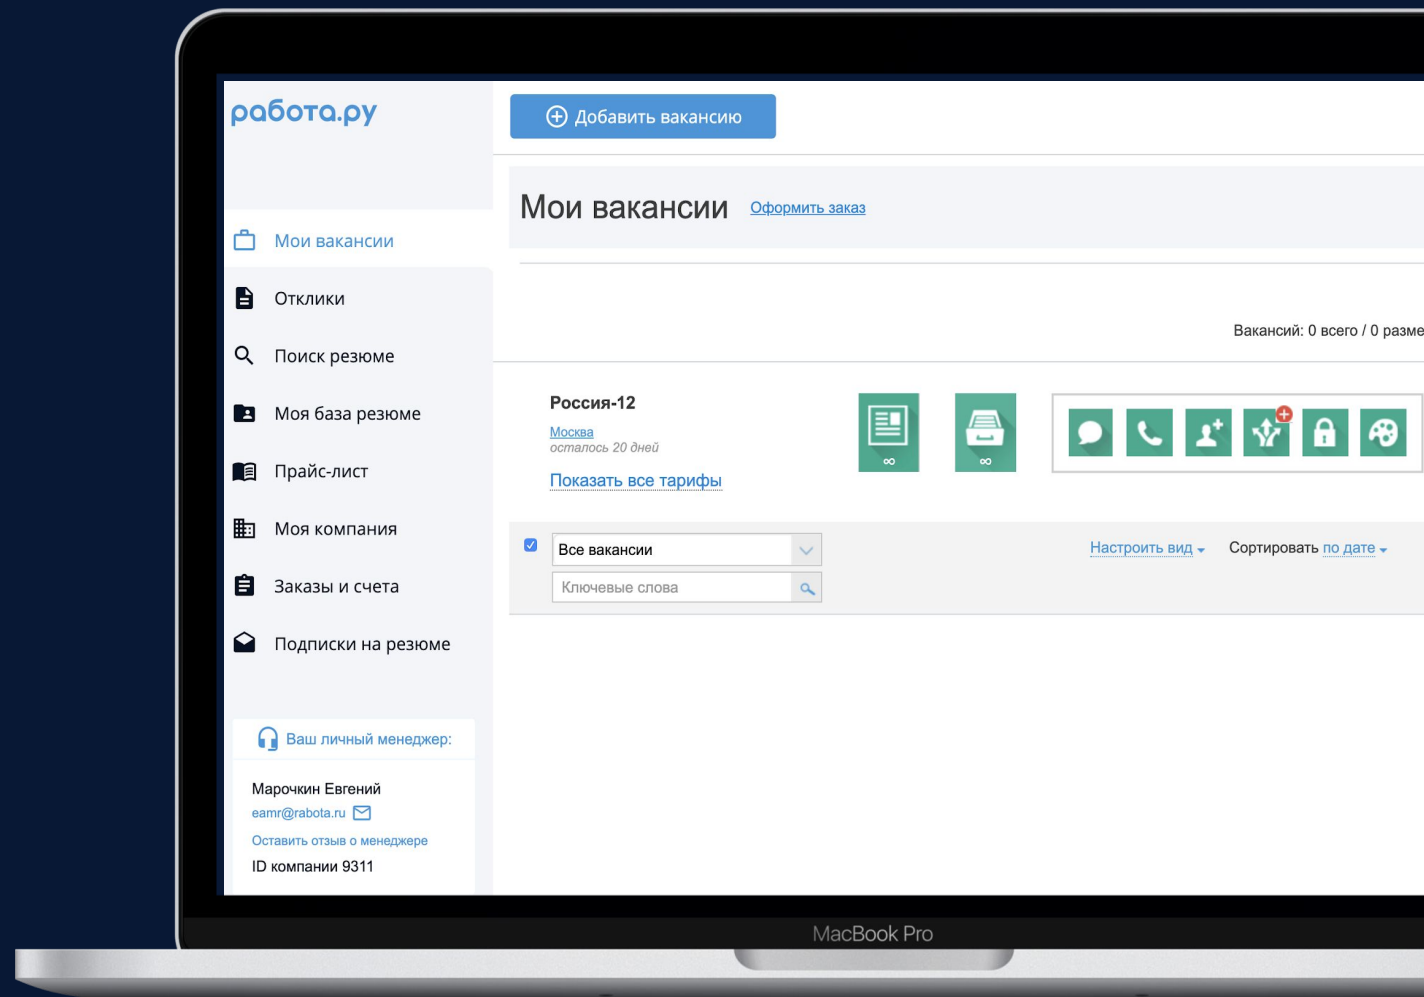 работа.ру
Добавить вакансию
Мои вакансии
Оформить заказ
Мои вакансии
Отклики
Поиск резюме
Моя база резюме
Прайс-лист
Моя компания
Заказы и счета
Подписки на резюме
Ваш личный менеджер:
Марочкин Евгений
eamr@rabota.ru
Оставить отзыв о менеджере
ID компании 9311
Вакансий: 0 всего / 0 разме
Россия-12
Москва
осталось 20 дней
Показать все тарифы
∞
∞
Все вакансии
Настроить вид
Сортировать по дате
Ключевые слова
MacBook Pro